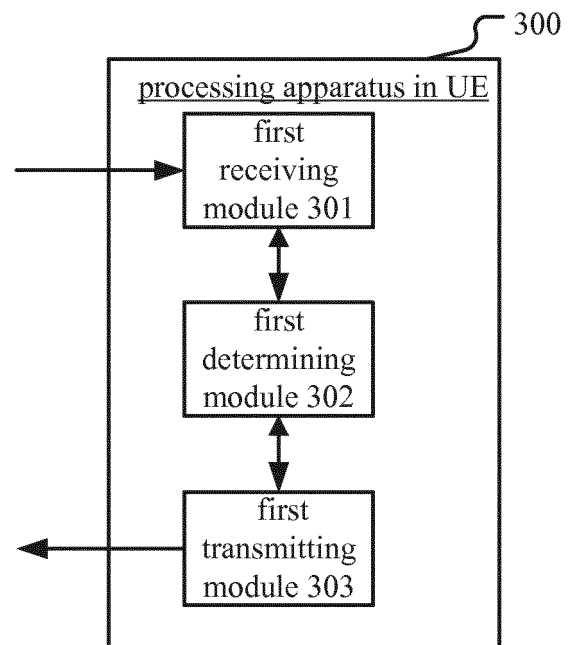 300
processing apparatus in UE
first
receiving
module 301
first
determining
module 302
first
transmitting
module 303